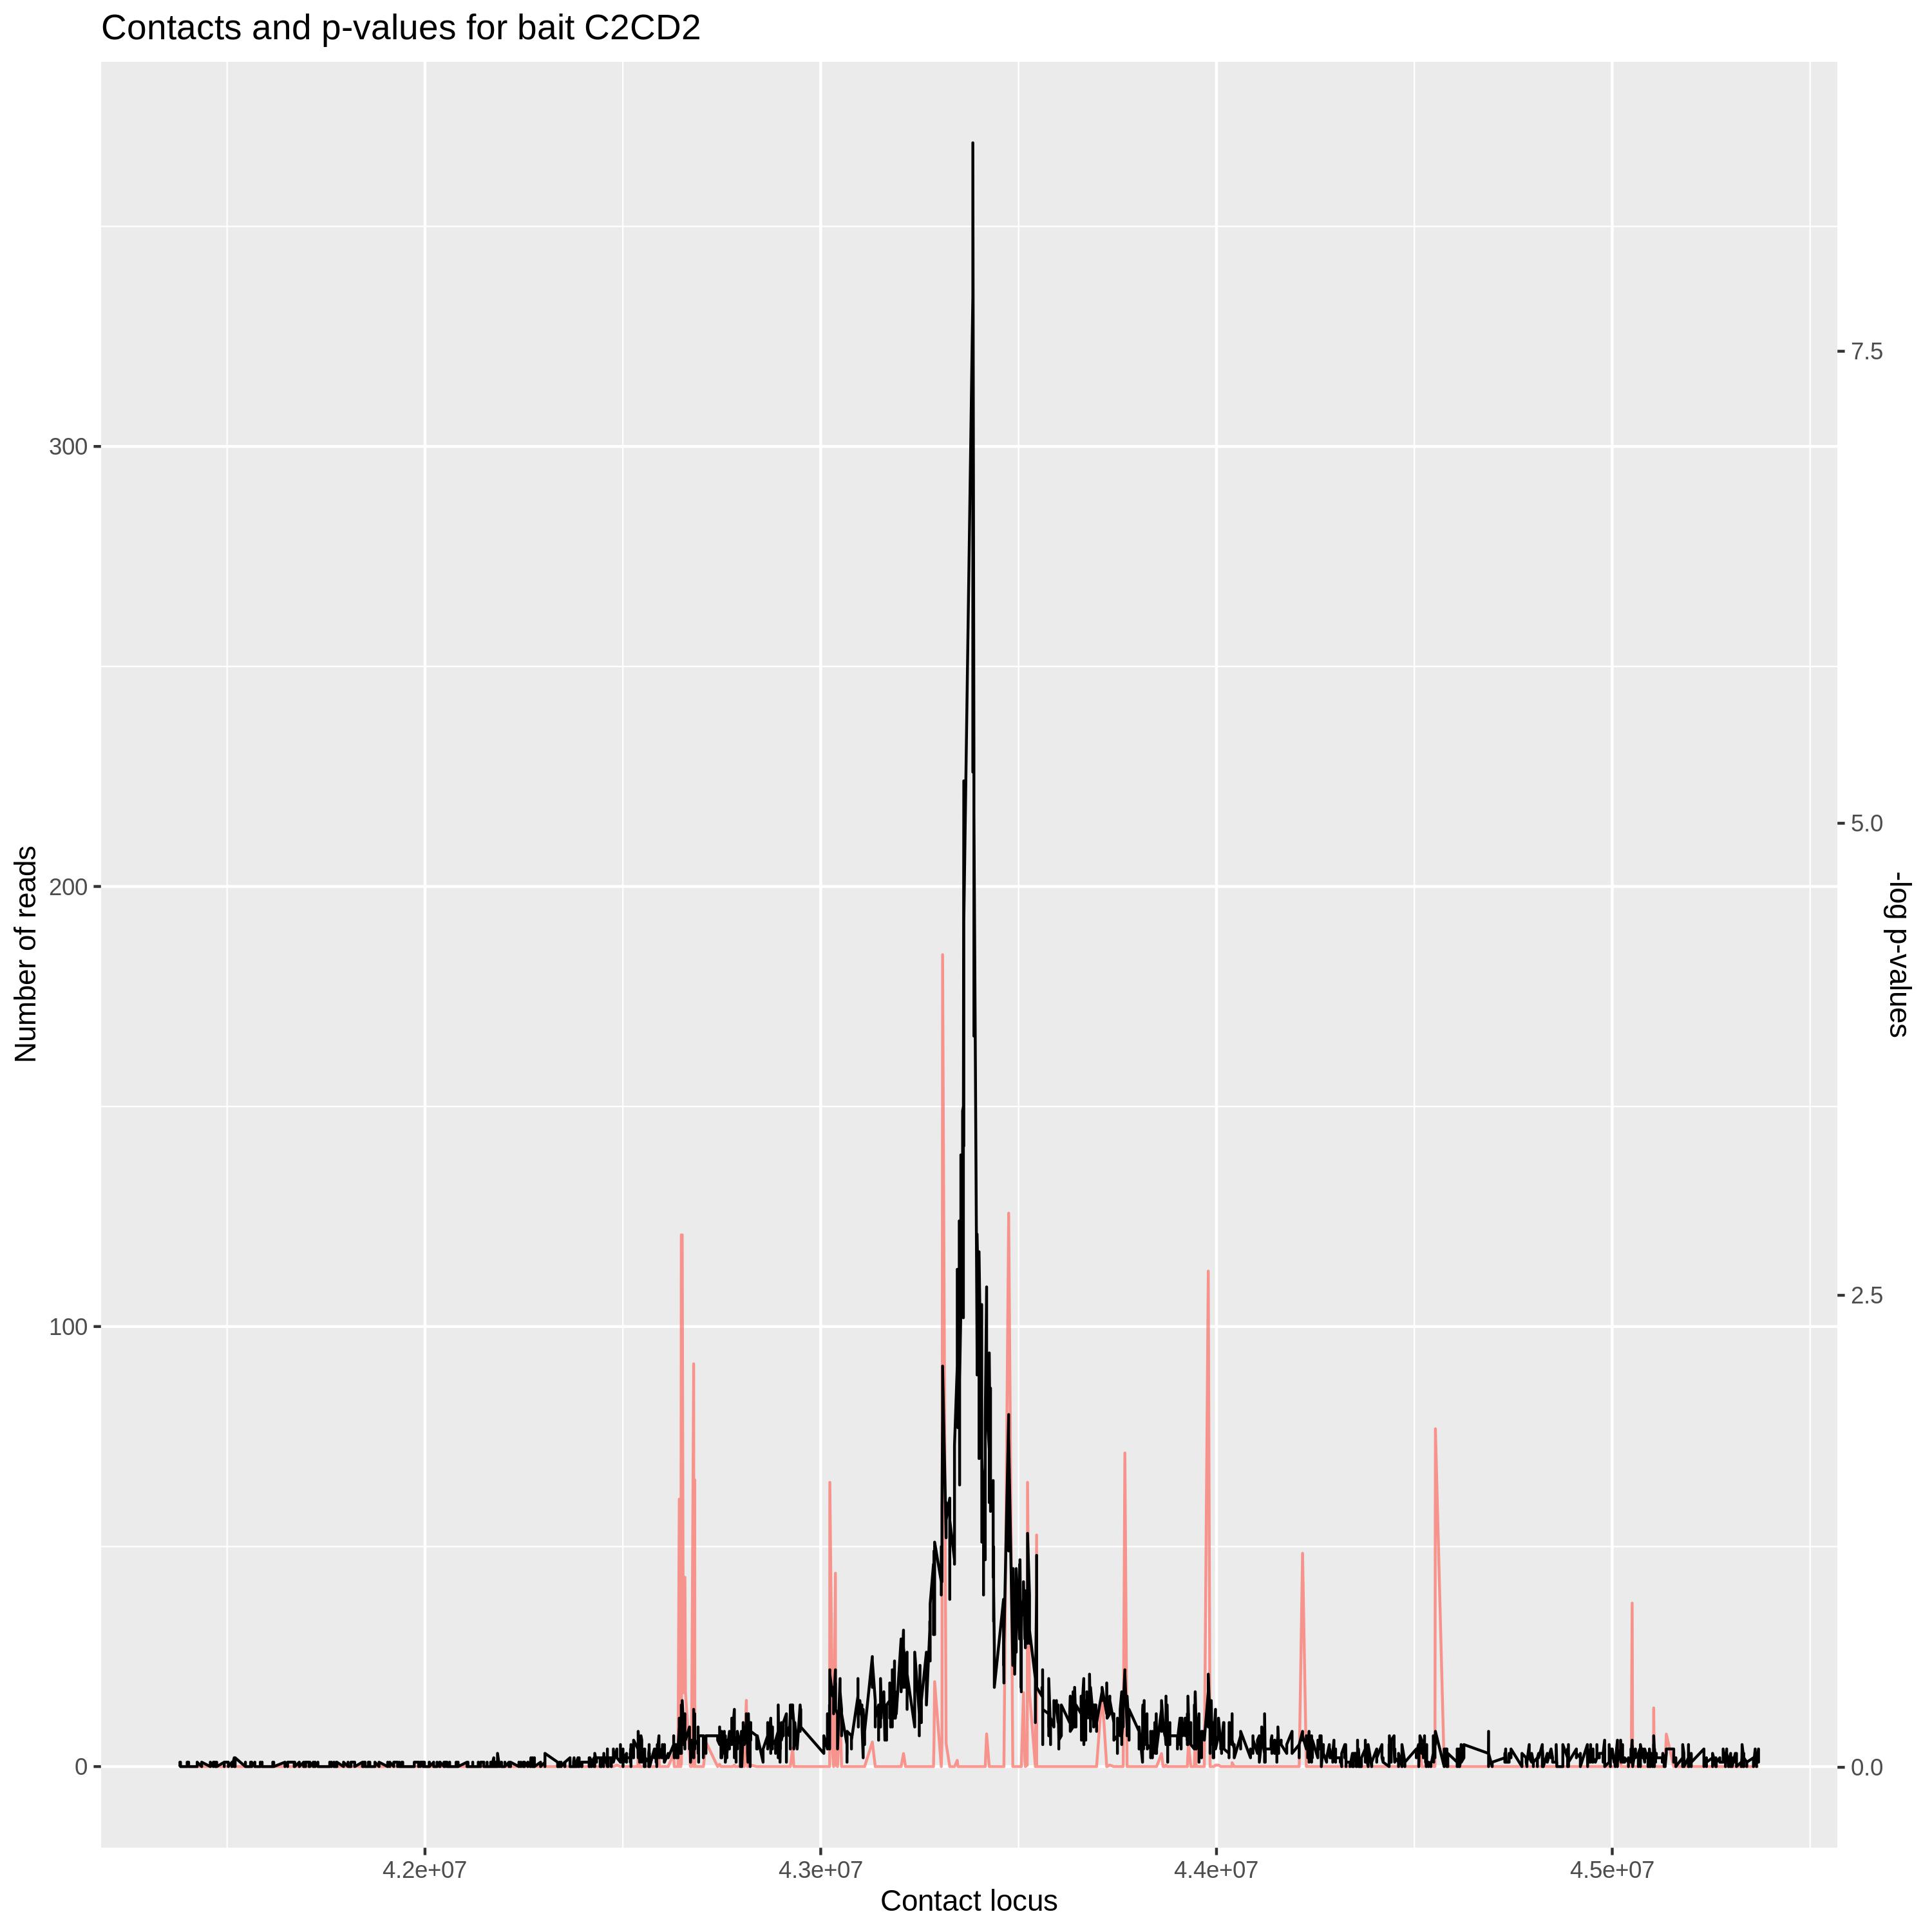 Contacts and p-values for bait C2CD2
Number of reads
300
200
100
0
7.5
5.0
2.5
0.0
-log p-values
4.2e+07
4.3e+07
4.4e+07
4.5e+07
Contact locus